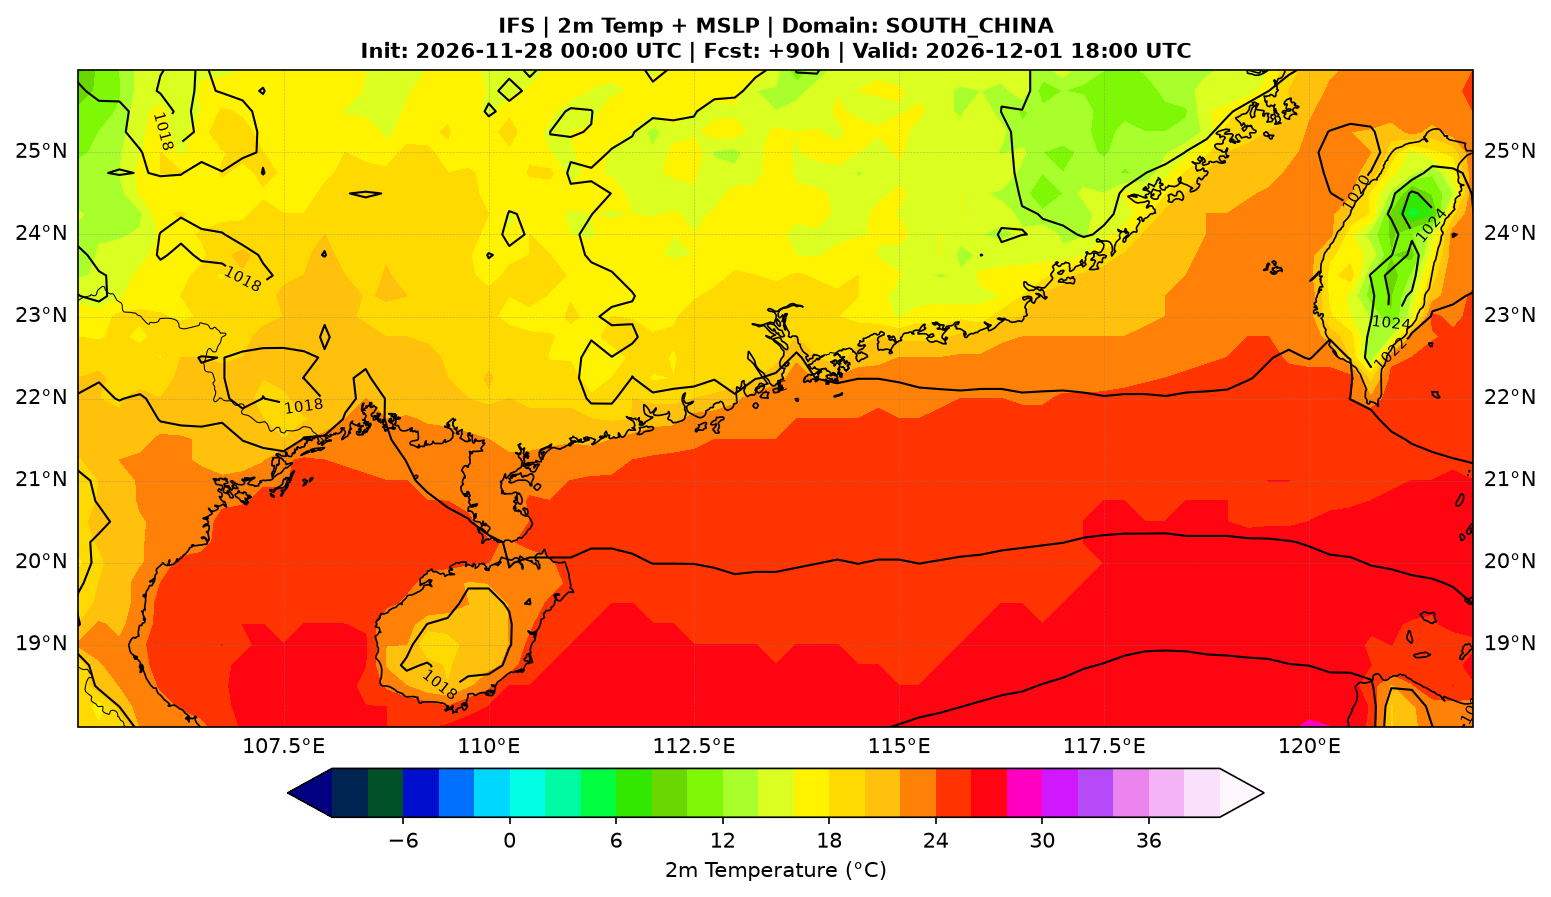 IFS | 2m Temp + MSLP | Domain: SOUTH_CHINA
Init: 2026-11-28 00:00 UTC | Fcst: +90h | Valid: 2026-12-01 18:00 UTC
25°N
24°N
23°N
22°N
21°N
20°N
19°N
25°N
24°N
23°N
22°N
21°N
20°N
19°N
1018
1018
1018
1018
1020
1024
1024
1022
107.5°E
110°E
112.5°E
115°E
117.5°E
120°E
−6
0
6
12
18
24
30
36
2m Temperature (°C)